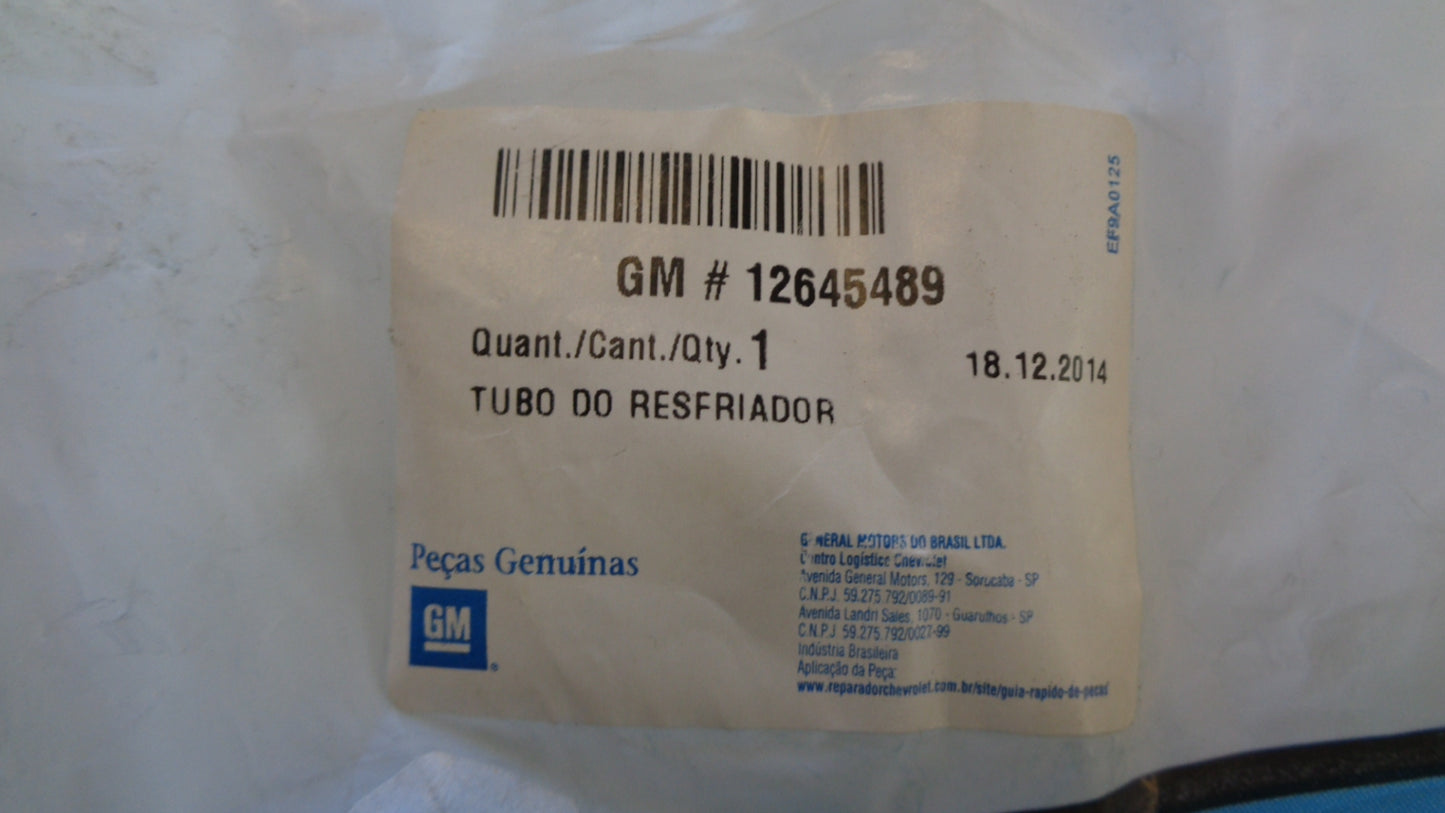 EF9A0125
GM # 12645489
Quant./Cant./Qty. 1
18.12.2014
TUBO DO RESFRIADOR
Peças Genuínas
GM
®
GENERAL MOTORS DO BRASIL LTDA.
Centro Logístico Chevrolet
Avenida General Motors, 129 - Sorocaba - SP
C.N.P.J. 59.275.792/0089-91
Avenida Landri Sales, 1070 - Guarulhos - SP
C.N.P.J. 59.275.792/0027-99
Indústria Brasileira
Aplicação da Peça:
www.reparadorchevrolet.com.br/site/guia-rapido-de-pecas